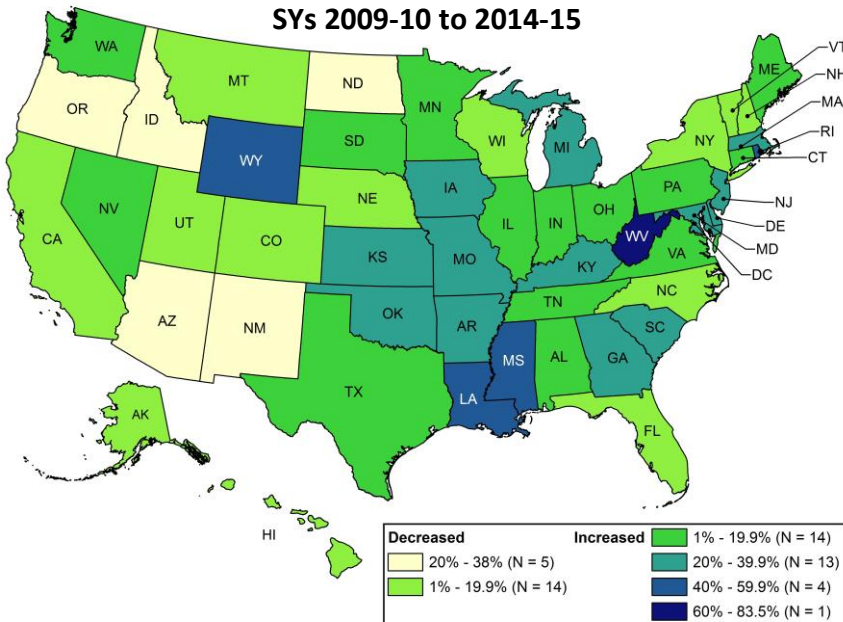 SYs 2009-10 to 2014-15
WA
OR
ID
MT
ND
MN
SD
WY
NE
IA
WI
MI
NY
ME
VT
NH
MA
RI
CT
PA
NJ
DE
MD
DC
NV
UT
CO
CA
KS
MO
IL
IN
OH
WV
VA
KY
NC
TN
SC
AZ
NM
OK
AR
MS
AL
GA
TX
LA
FL
AK
HI
Decreased
20% - 38% (N = 5)
1% - 19.9% (N = 14)
Increased
1% - 19.9% (N = 14)
20% - 39.9% (N = 13)
40% - 59.9% (N = 4)
60% - 83.5% (N = 1)